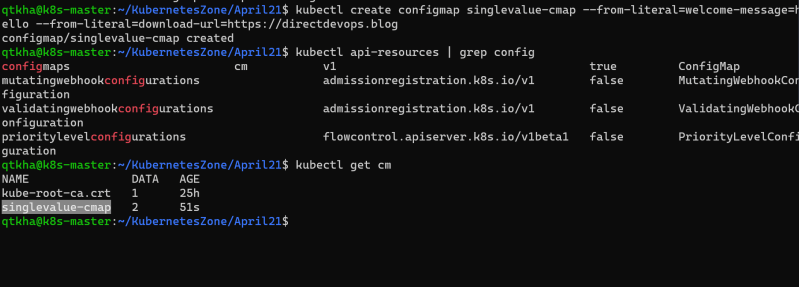 qtkha@k8s-master:~/KubernetesZone/April21$ kubectl create configmap singlevalue-cmap --from-literal=welcome-message=h
ello --from-literal=download-url=https://directdevops.blog
configmap/singlevalue-cmap created
qtkha@k8s-master:~/KubernetesZone/April21$ kubectl api-resources | grep config
configmaps cm v1 true ConfigMap
mutatingwebhookconfigurations admissionregistration.k8s.io/v1 false MutatingWebhookCon
figuration
validatingwebhookconfigurations admissionregistration.k8s.io/v1 false ValidatingWebhookC
onfiguration
prioritylevelconfigurations flowcontrol.apiserver.k8s.io/v1beta1 false PriorityLevelConfi
guration
qtkha@k8s-master:~/KubernetesZone/April21$ kubectl get cm
NAME DATA AGE
kube-root-ca.crt 1 25h
singlevalue-cmap 2 51s
qtkha@k8s-master:~/KubernetesZone/April21$